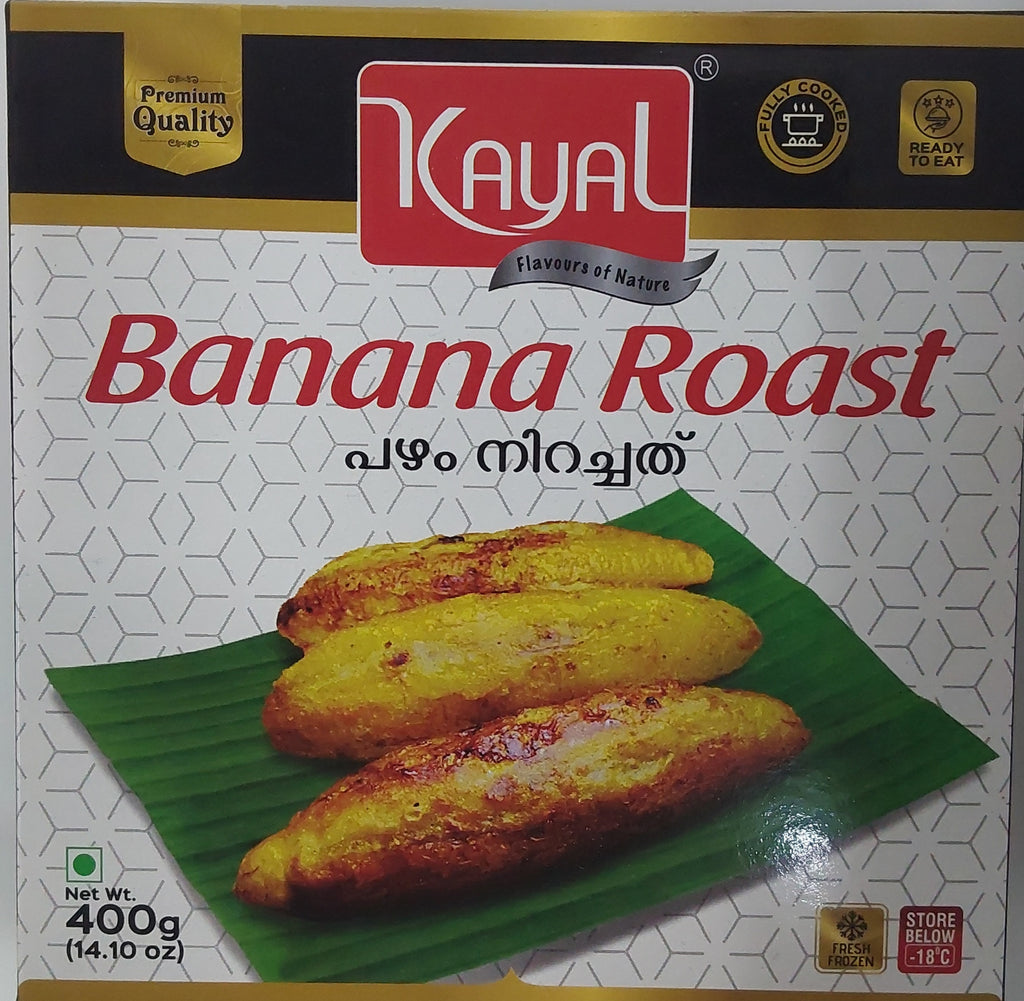 Premium
Quality
KAYAL
®
Flavours of Nature
FULLY COOKED
READY
TO EAT
Banana Roast
പഴം നിറച്ചത്
Net Wt.
400g
(14.10 oz)
FRESH
FROZEN
STORE
BELOW
-18°C